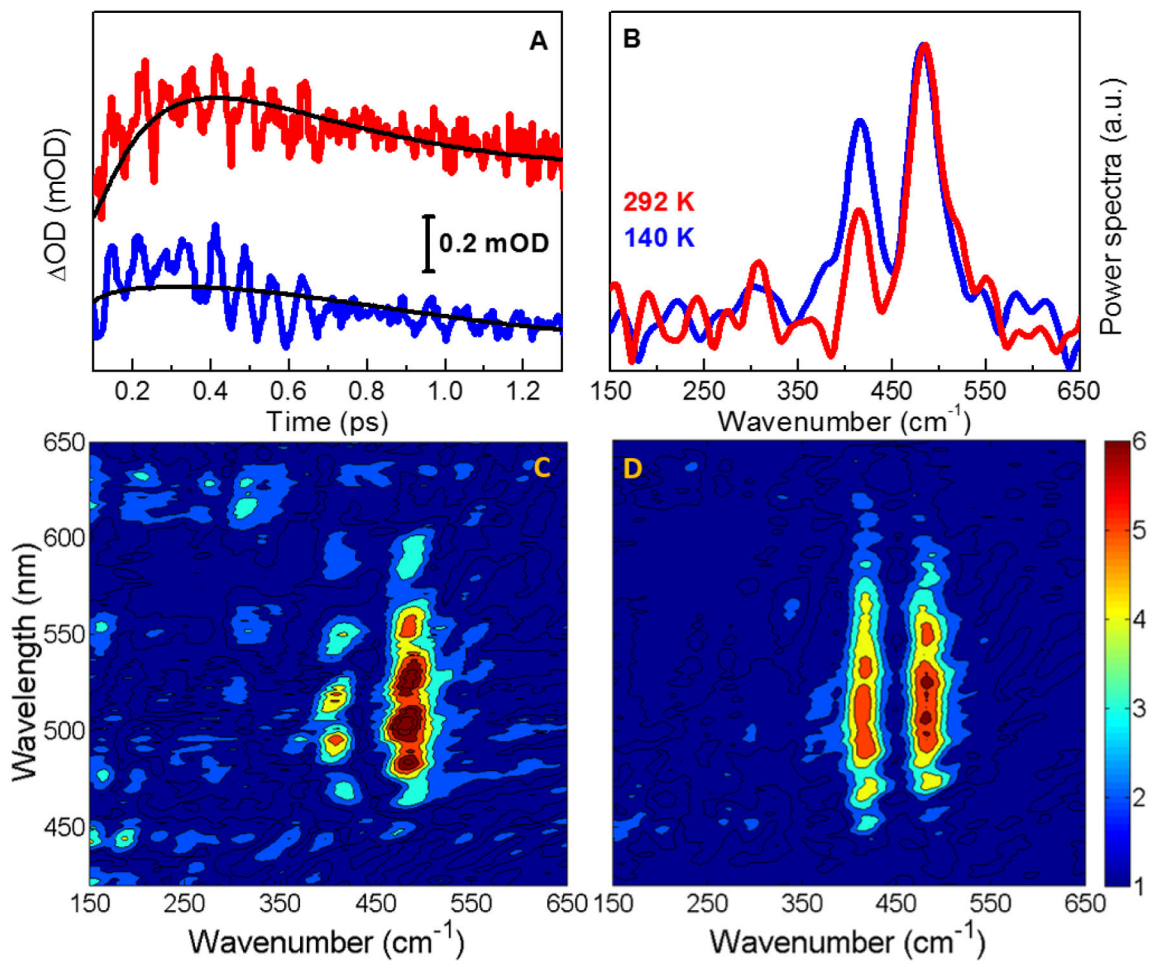 A
ΔOD (mOD)
0.2 mOD
0.2 0.4 0.6 0.8 1.0 1.2
Time (ps)
B
292 K
140 K
Power spectra (a.u.)
150 250 350 450 550 650
Wavenumber (cm⁻¹)
C
Wavelength (nm)
650
600
550
500
450
150 250 350 450 550 650
Wavenumber (cm⁻¹)
D
150 250 350 450 550 650
Wavenumber (cm⁻¹)
6
5
4
3
2
1